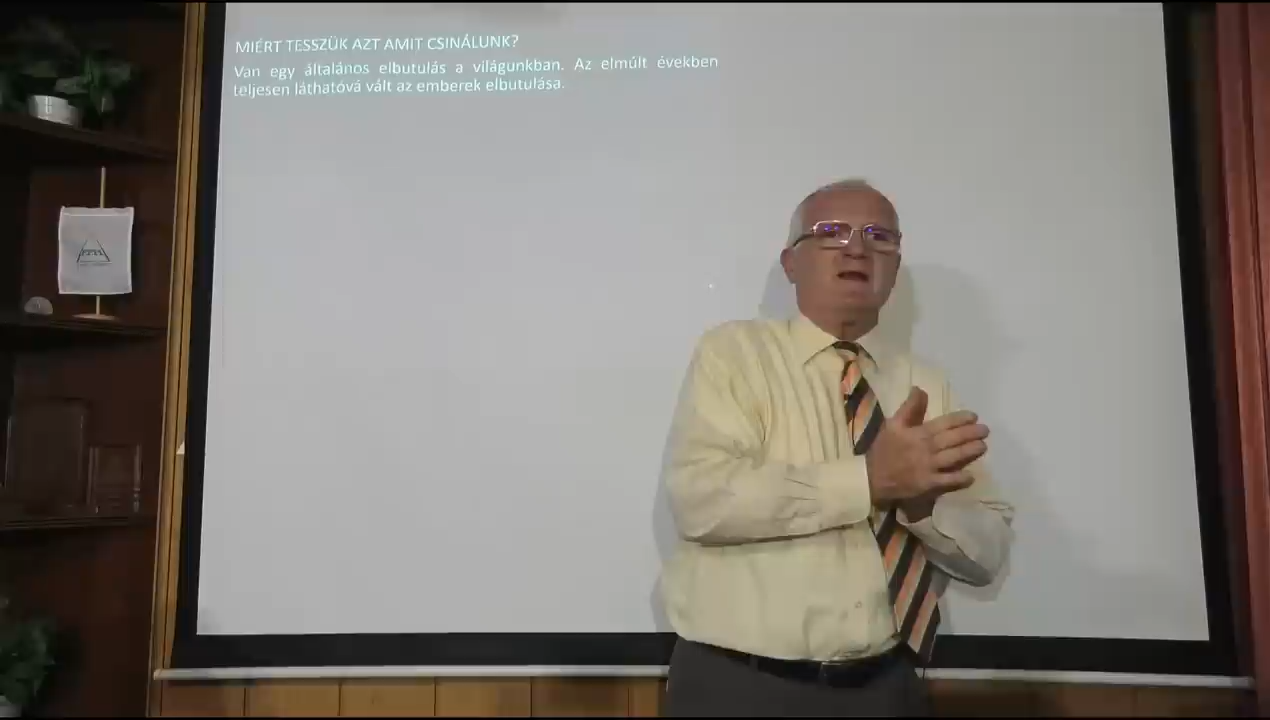 MIÉRT TESSZÜK AZT AMIT CSINÁLUNK?
Van egy általános elbutulás a világunkban. Az elmúlt években
teljesen láthatóvá vált az emberek elbutulása.